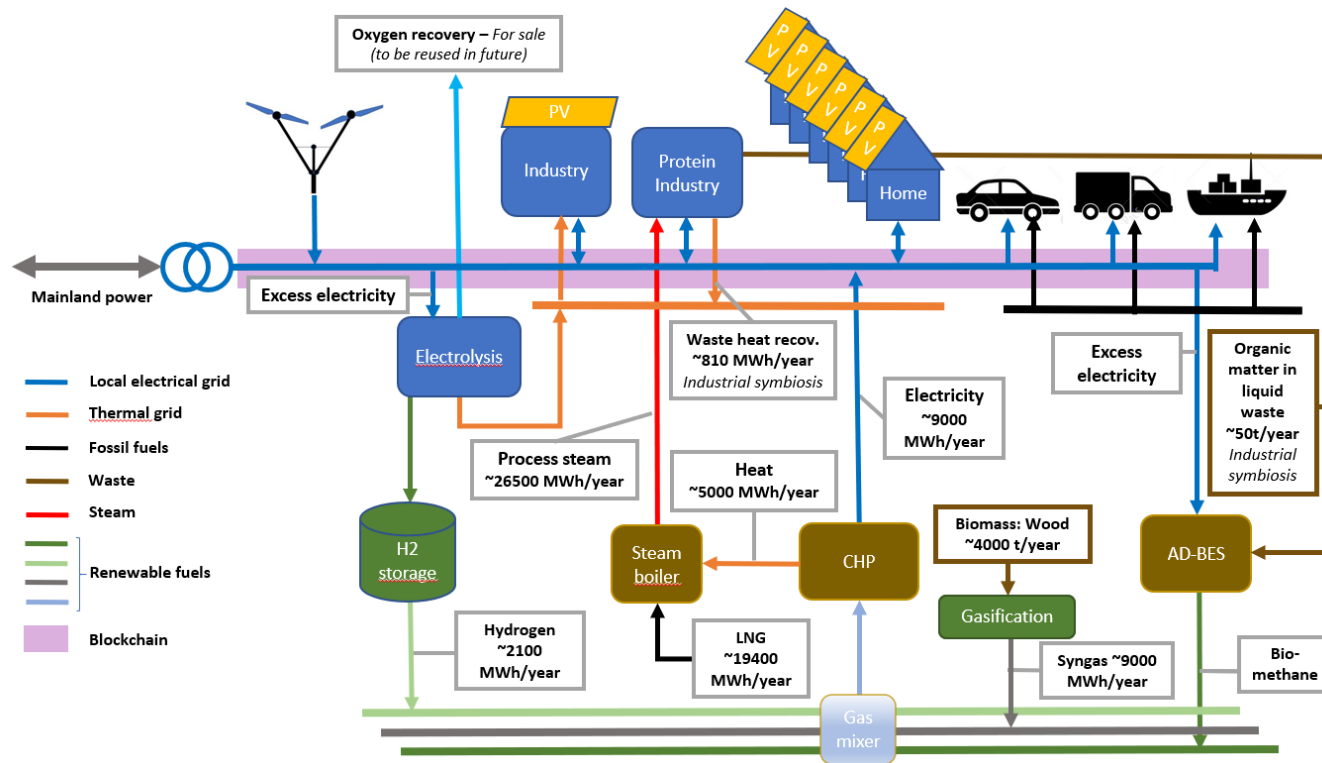 Oxygen recovery – For sale
(to be reused in future)
PV
Industry
Protein
Industry
P
V
P
V
P
V
P
V
P
V
P
V
Home
Mainland power
Excess electricity
Electrolysis
Waste heat recov.
~810 MWh/year
Industrial symbiosis
Electricity
~9000
MWh/year
Excess
electricity
Organic
matter in
liquid
waste
~50t/year
Industrial
symbiosis
Local electrical grid
Thermal grid
Fossil fuels
Waste
Steam
Renewable fuels
Blockchain
Process steam
~26500 MWh/year
Heat
~5000 MWh/year
H2
storage
Steam
boiler
CHP
Biomass: Wood
~4000 t/year
AD-BES
Gasification
Hydrogen
~2100
MWh/year
LNG
~19400
MWh/year
Syngas ~9000
MWh/year
Bio-
methane
Gas
mixer